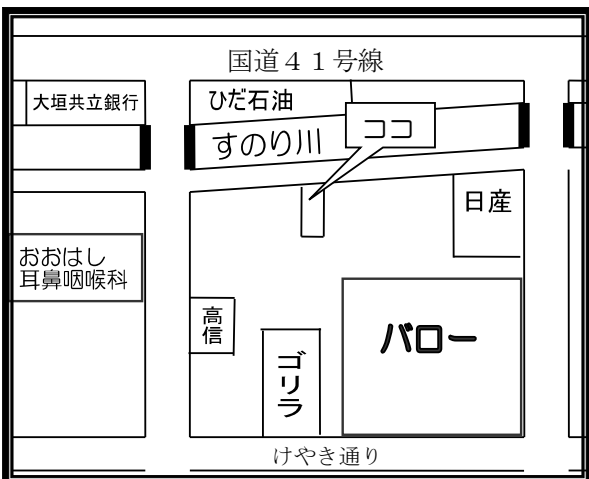 国道４１号線
大垣共立銀行
ひだ石油
すのり川
ココ
日産
おおはし
耳鼻咽喉科
高信
バロー
ゴリラ
けやき通り